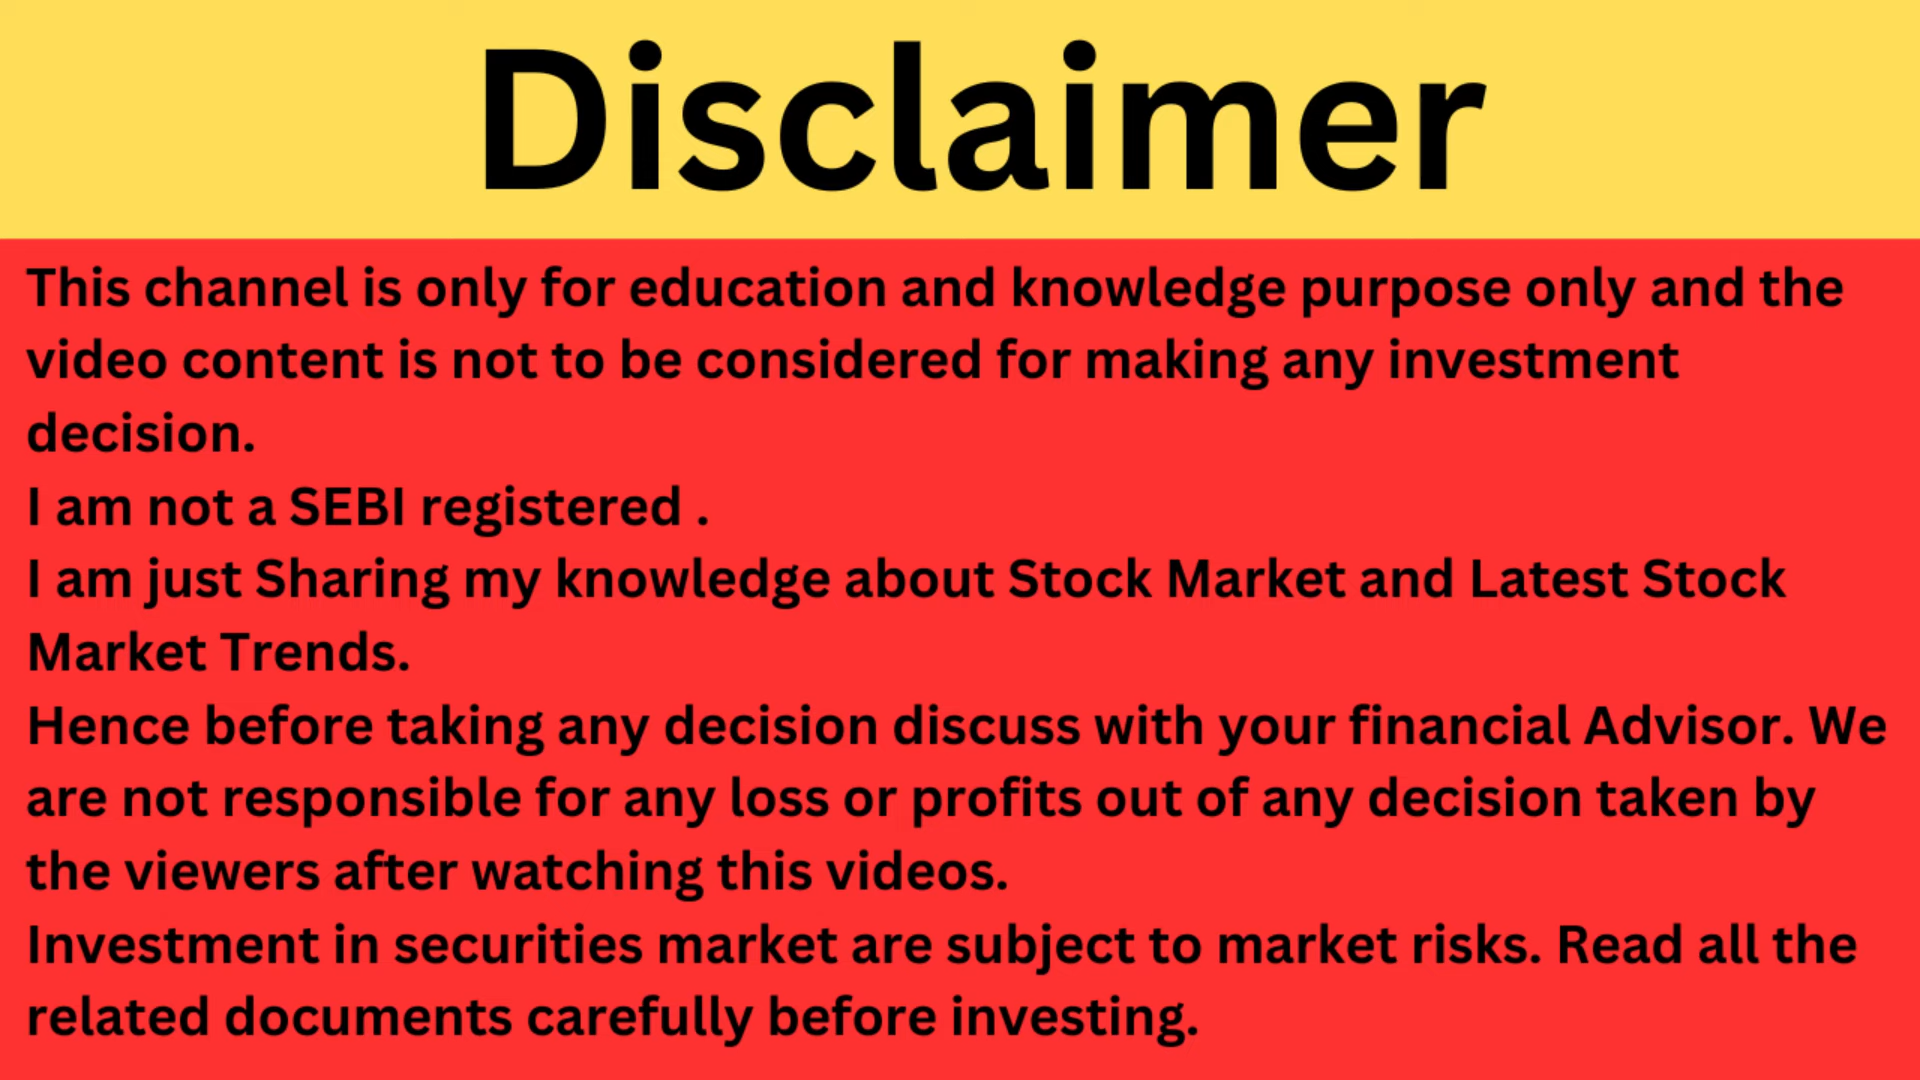 Disclaimer
This channel is only for education and knowledge purpose only and the
video content is not to be considered for making any investment
decision.
I am not a SEBI registered .
I am just Sharing my knowledge about Stock Market and Latest Stock
Market Trends.
Hence before taking any decision discuss with your financial Advisor. We
are not responsible for any loss or profits out of any decision taken by
the viewers after watching this videos.
Investment in securities market are subject to market risks. Read all the
related documents carefully before investing.